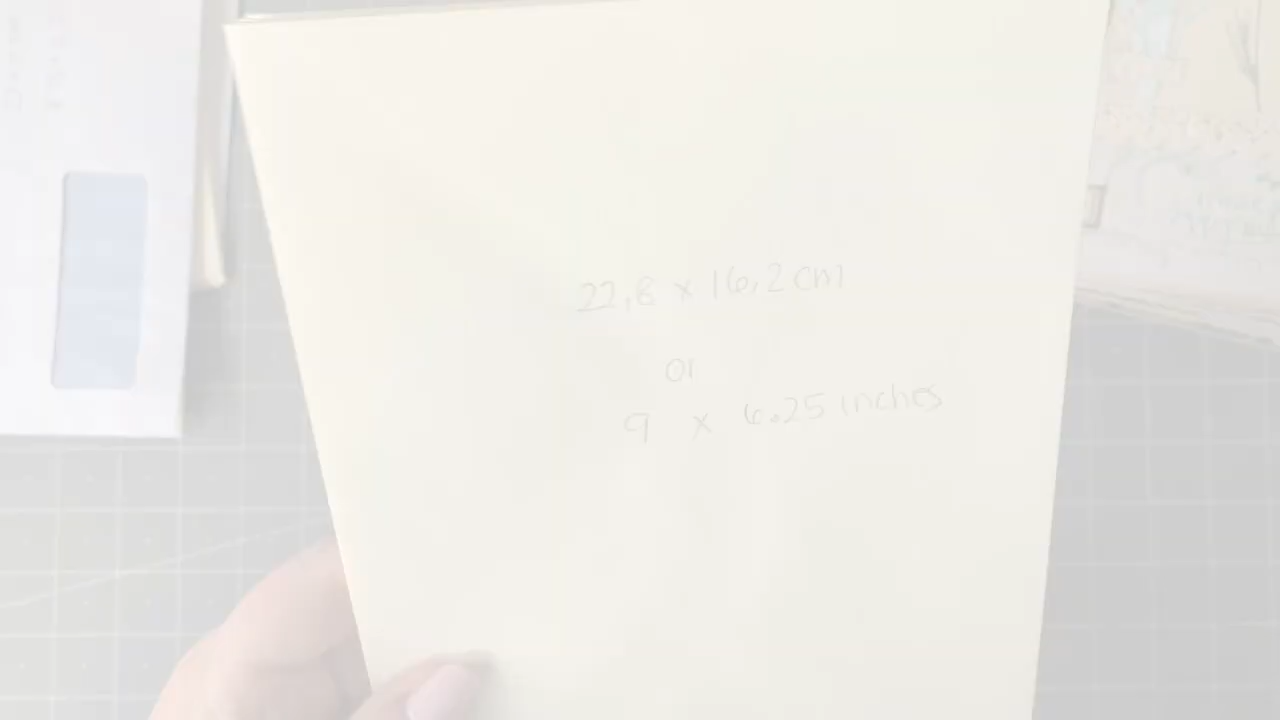 22,8 x 16,2 cm
or
9 x 6.25 inches